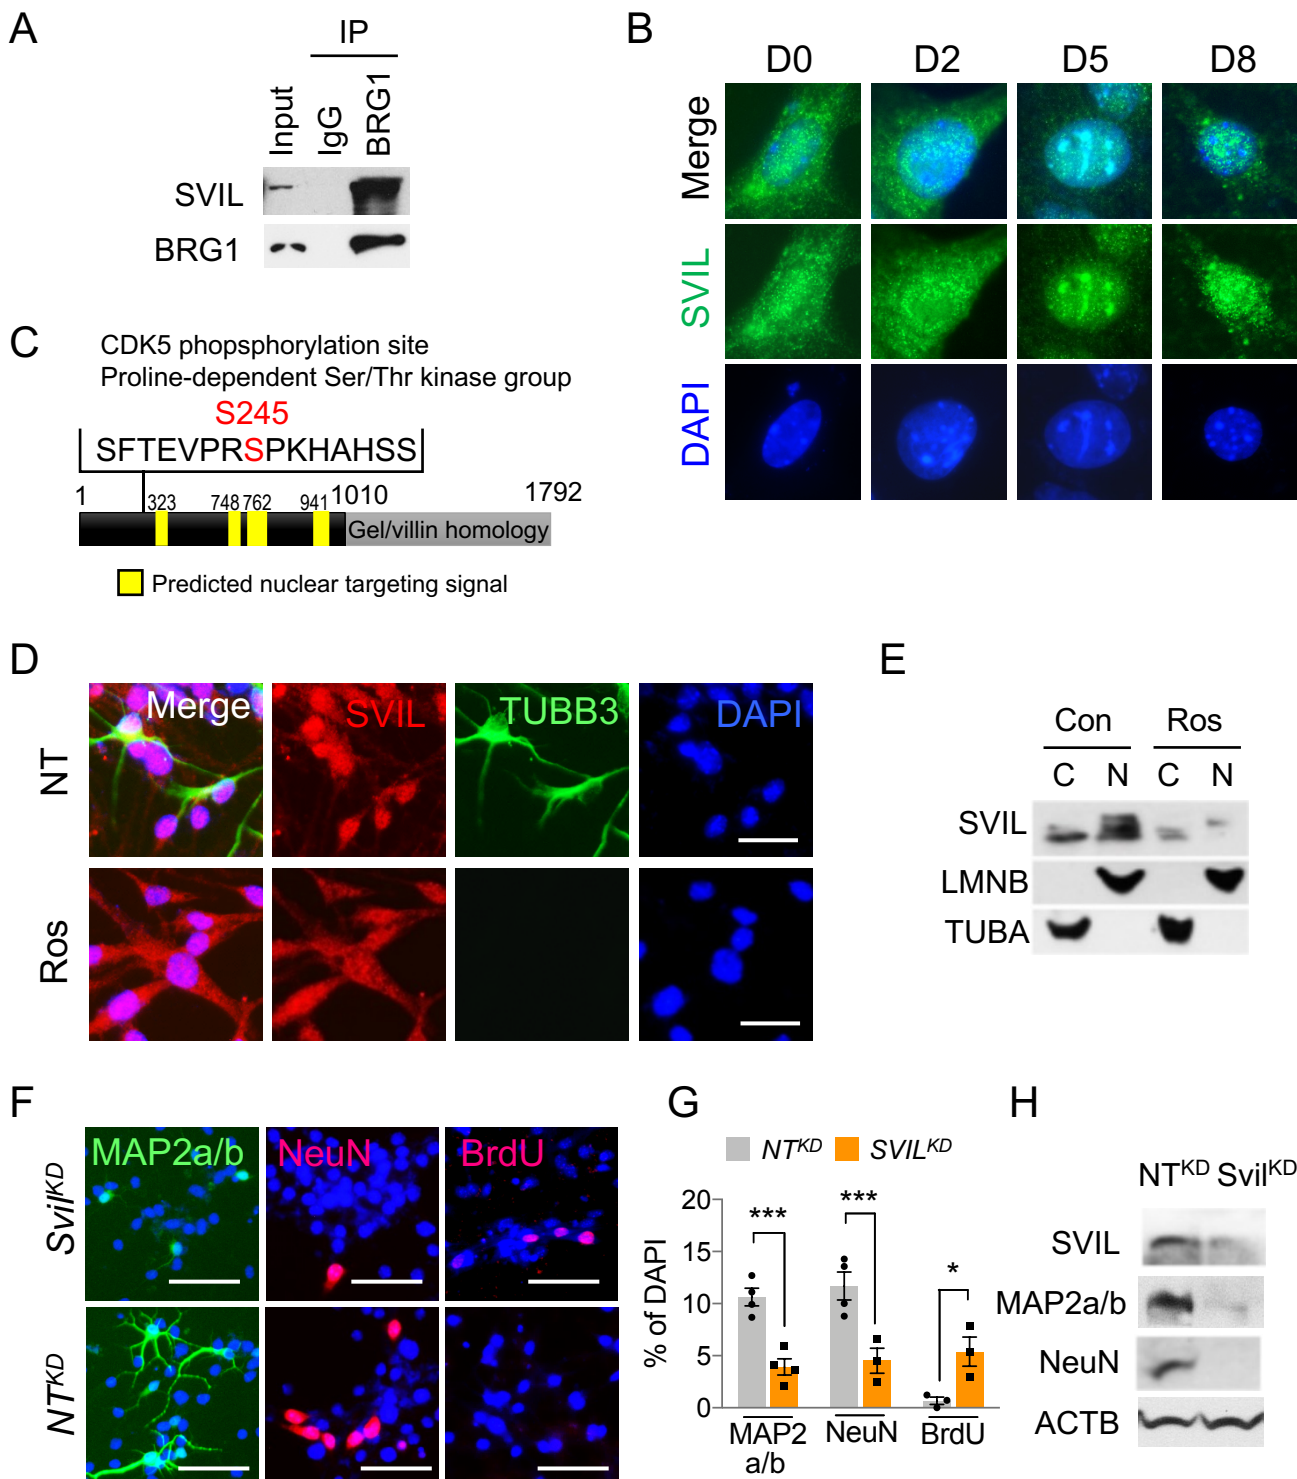 A
IP
Input
IgG
BRG1
SVIL
BRG1
B
D0 D2 D5 D8
Merge
SVIL
DAPI
C
CDK5 phopsphorylation site
Proline-dependent Ser/Thr kinase group
S245
SFTEVPRSPKHAHSS
1 323 748 762 941 1010 1792
Gel/villin homology
Predicted nuclear targeting signal
D
Merge SVIL TUBB3 DAPI
NT
Ros
E
Con Ros
C N C N
SVIL
LMNB
TUBA
F
MAP2a/b NeuN BrdU
Svil^KD
NT^KD
G
NT^KD SVIL^KD
% of DAPI
20
15
10
5
0
*** *** *
MAP2 a/b
NeuN
BrdU
H
NT^KD Svil^KD
SVIL
MAP2a/b
NeuN
ACTB